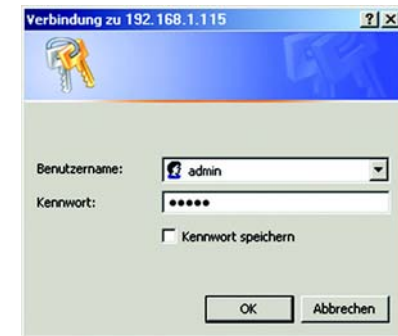 Verbindung zu 192.168.1.115
Benutzername:
admin
Kennwort:
•••••
Kennwort speichern
OK
Abbrechen